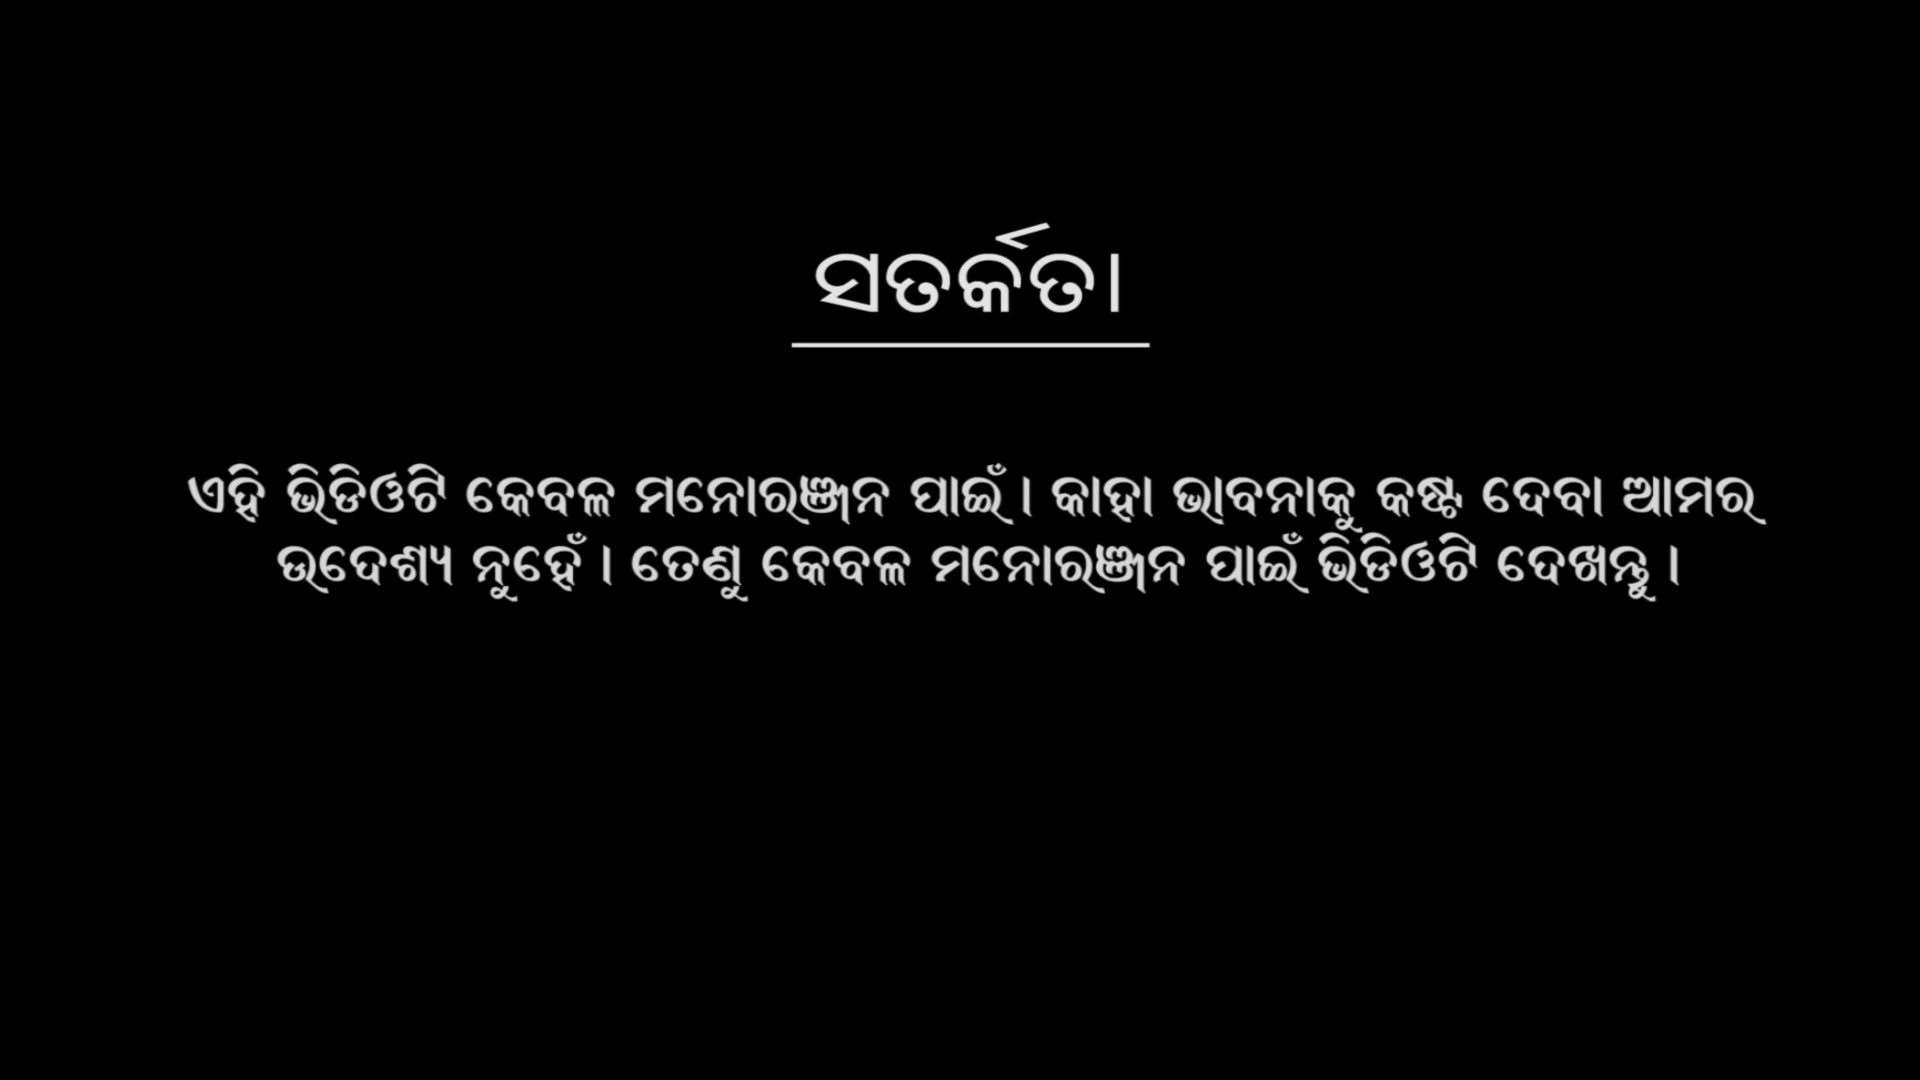 ସତର୍କତା
ଏହି ଭିଡିଓଟି କେବଳ ମନୋରଞ୍ଜନ ପାଇଁ । କାହା ଭାବନାକୁ କଷ୍ଟ ଦେବା ଆମର
ଉଦେଶ୍ୟ ନୁହେଁ । ତେଣୁ କେବଳ ମନୋରଞ୍ଜନ ପାଇଁ ଭିଡିଓଟି ଦେଖନ୍ତୁ ।